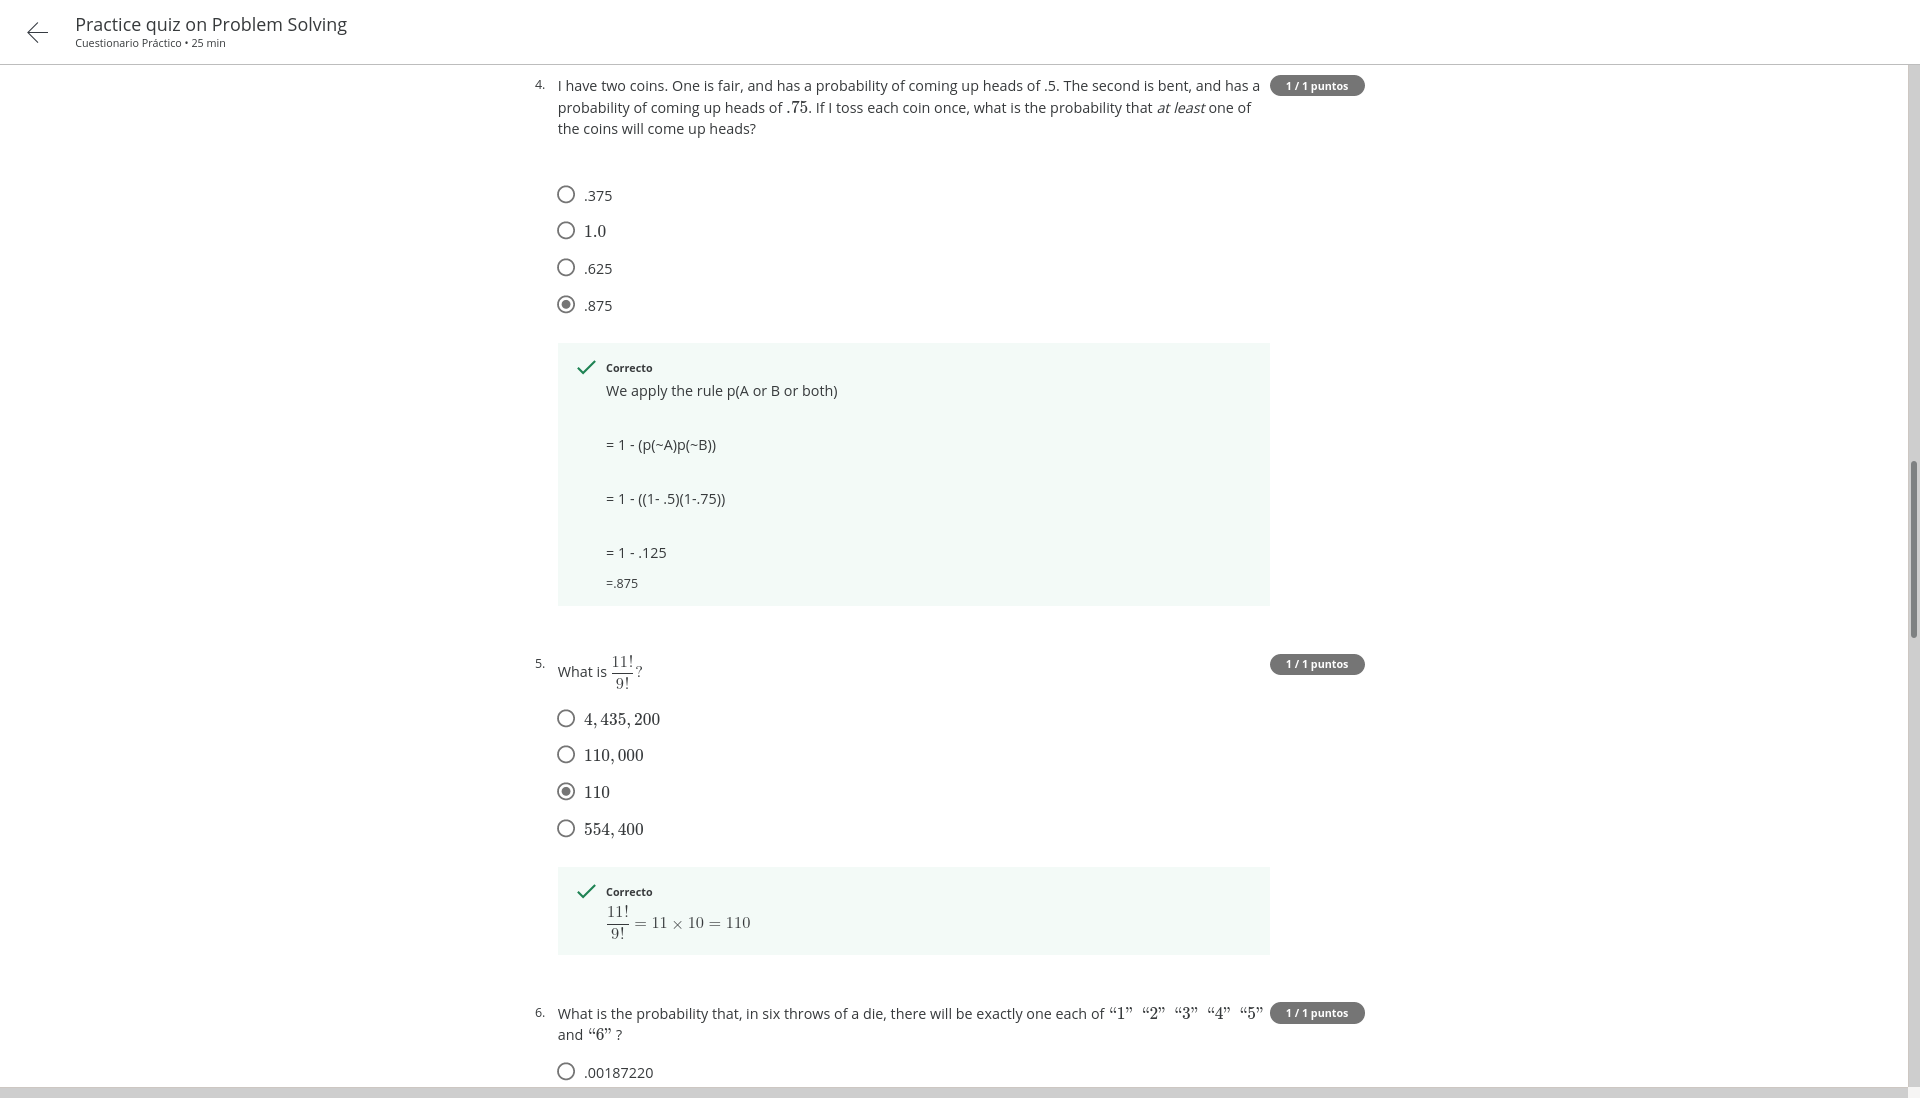 Practice quiz on Problem Solving
Cuestionario Práctico • 25 min
4. I have two coins. One is fair, and has a probability of coming up heads of .5. The second is bent, and has a
1 / 1 puntos
probability of coming up heads of .75. If I toss each coin once, what is the probability that at least one of
the coins will come up heads?
.375
1.0
.625
.875
Correcto
We apply the rule p(A or B or both)
= 1 - (p(~A)p(~B))
= 1 - ((1- .5)(1-.75))
= 1 - .125
=.875
5. What is 11!/9!?
1 / 1 puntos
4,435,200
110,000
110
554,400
Correcto
11!/9! = 11 × 10 = 110
6. What is the probability that, in six throws of a die, there will be exactly one each of “1” “2” “3” “4” “5”
1 / 1 puntos
and “6” ?
.00187220